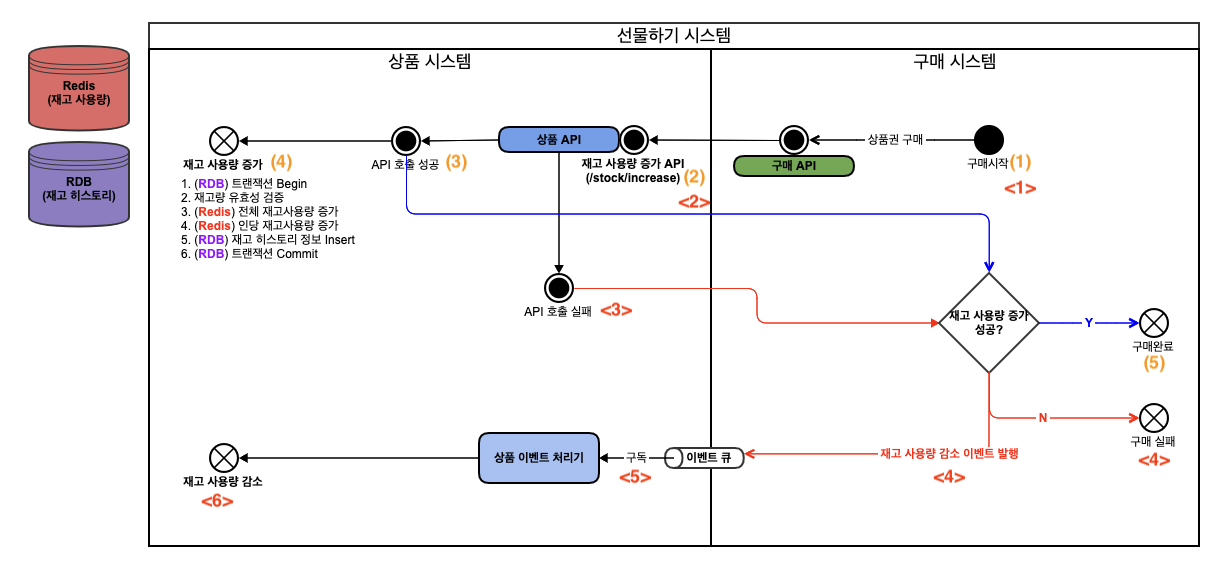 선물하기 시스템
상품 시스템
구매 시스템
Redis
(재고 사용량)
RDB
(재고 히스토리)
상품권 구매
구매시작
(1)
<1>
구매 API
재고 사용량 증가 API
(/stock/increase)
(2)
<2>
상품 API
API 호출 성공
(3)
재고 사용량 증가
(4)
1. (RDB) 트랜잭션 Begin
2. 재고량 유효성 검증
3. (Redis) 전체 재고사용량 증가
4. (Redis) 인당 재고사용량 증가
5. (RDB) 재고 히스토리 정보 Insert
6. (RDB) 트랜잭션 Commit
API 호출 실패
<3>
재고 사용량 증가
성공?
Y
구매완료
(5)
N
구매 실패
<4>
재고 사용량 감소 이벤트 발행
<4>
이벤트 큐
구독
<5>
상품 이벤트 처리기
재고 사용량 감소
<6>